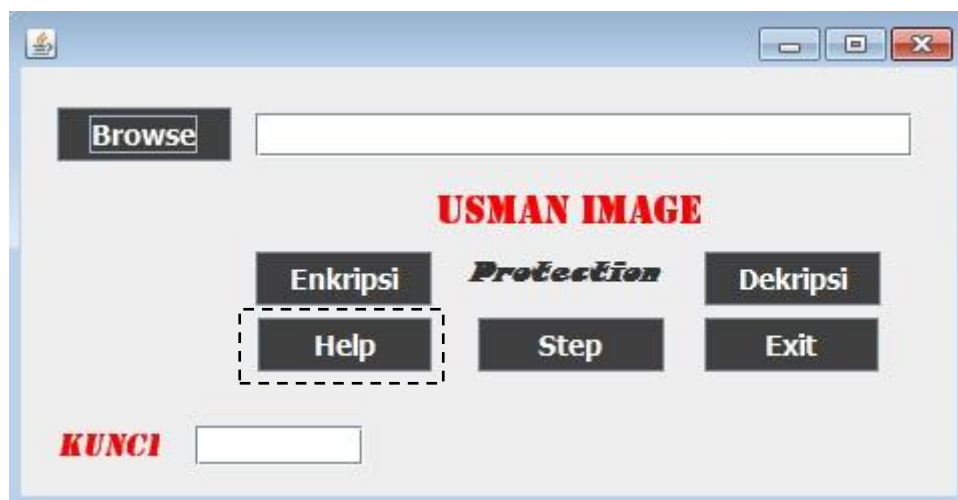 Browse
USMAN IMAGE
Enkripsi Protection Dekripsi
Help Step Exit
KUNCI